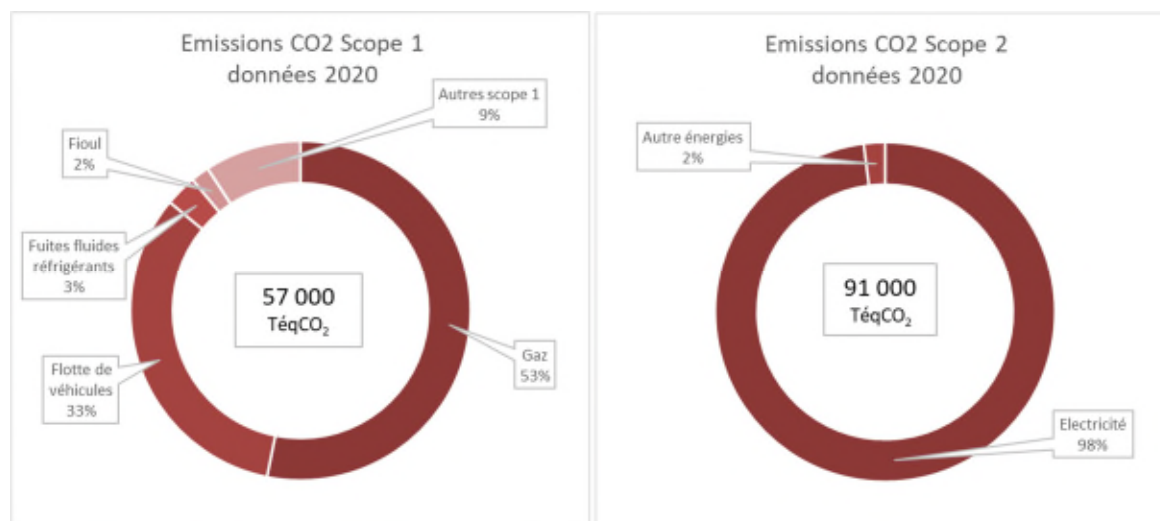 Emissions CO2 Scope 1
données 2020
Autres scope 1
9%
Fioul
2%
Fuites fluides
réfrigérants
3%
57 000
TéqCO₂
Gaz
53%
Flotte de
véhicules
33%
Emissions CO2 Scope 2
données 2020
Autre énergies
2%
91 000
TéqCO₂
Electricité
98%